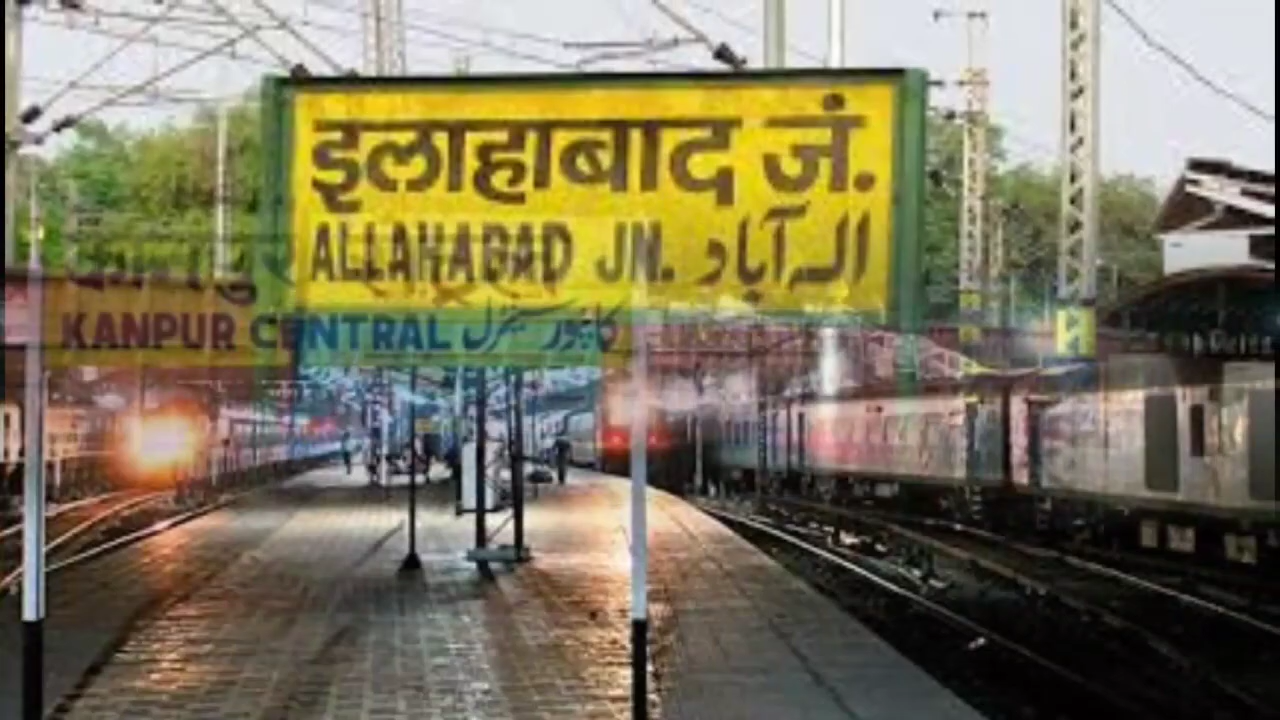 इलाहाबाद जं.
ALLAHABAD JN. الہ آباد
KANPUR CENTRAL کانپور سنٹرل